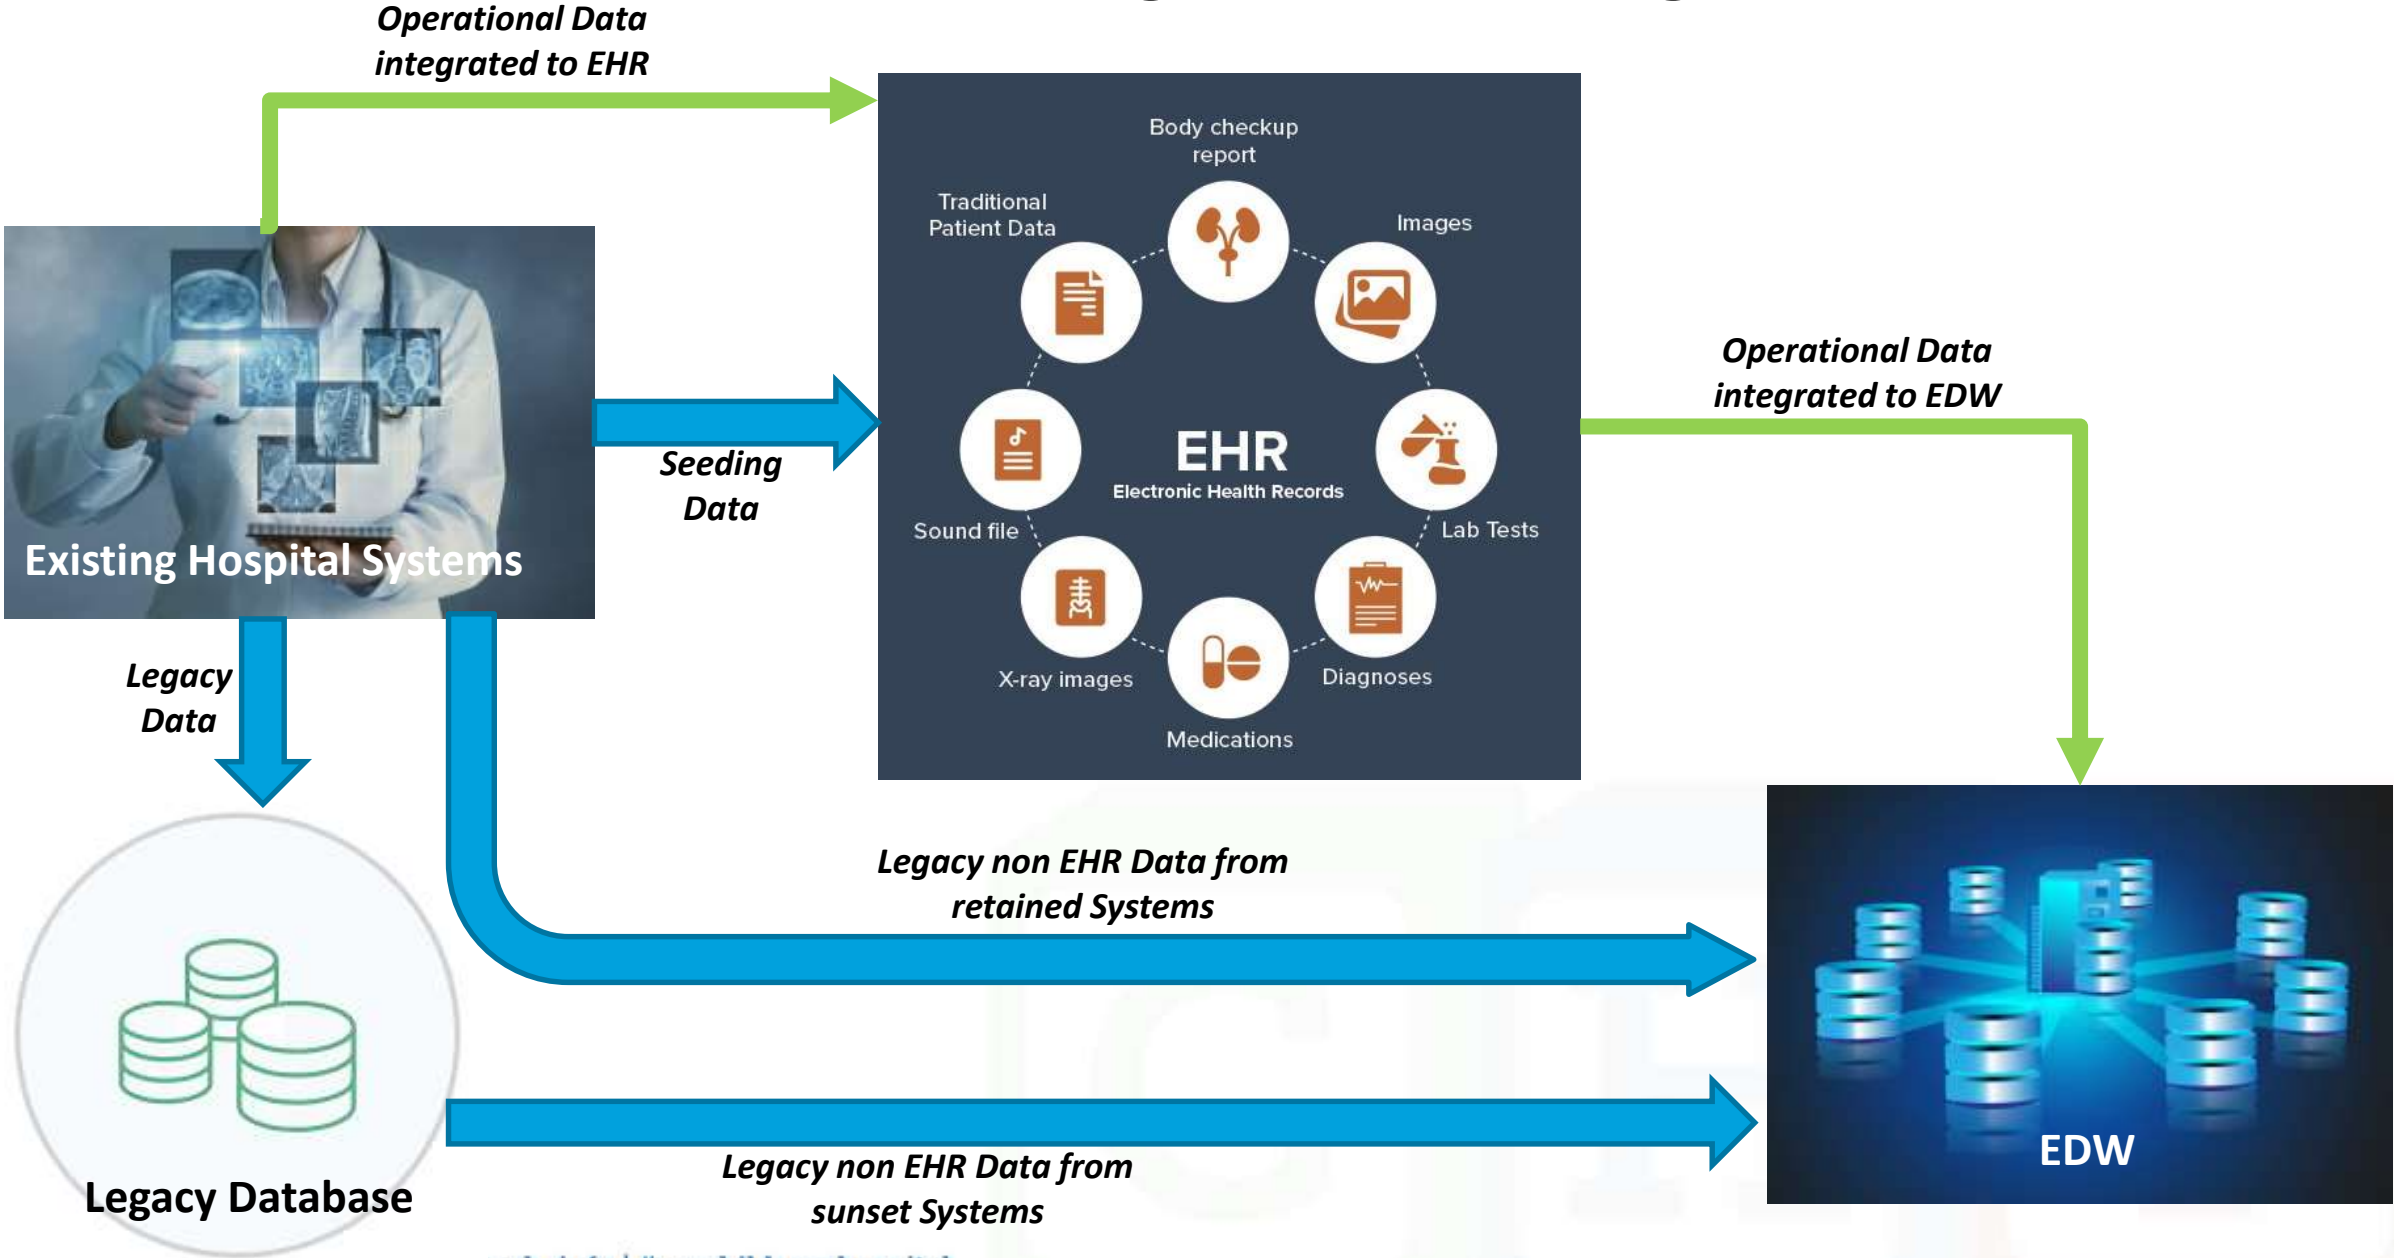 Operational Data
integrated to EHR
Body checkup
report
Traditional
Patient Data
Images
Operational Data
integrated to EDW
Seeding
Data
EHR
Electronic Health Records
Sound file
Lab Tests
Existing Hospital Systems
X-ray images
Diagnoses
Medications
Legacy
Data
Legacy non EHR Data from
retained Systems
Legacy non EHR Data from
sunset Systems
Legacy Database
EDW